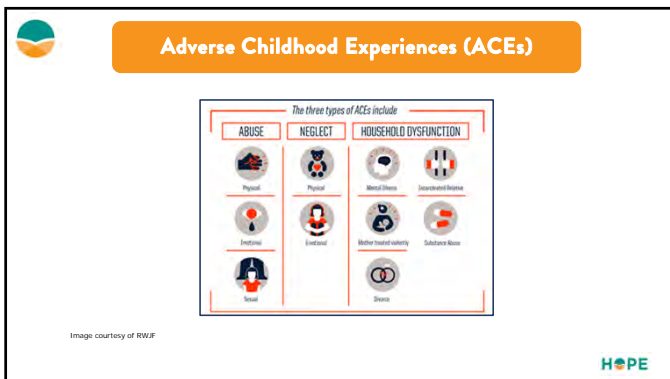 Adverse Childhood Experiences (ACEs)
The three types of ACEs include
ABUSE NEGLECT HOUSEHOLD DYSFUNCTION
Physical Physical Mental Illness Incarcerated Relative
Emotional Emotional Mother treated violently Substance Abuse
Sexual Divorce
Image courtesy of RWJF
HOPE